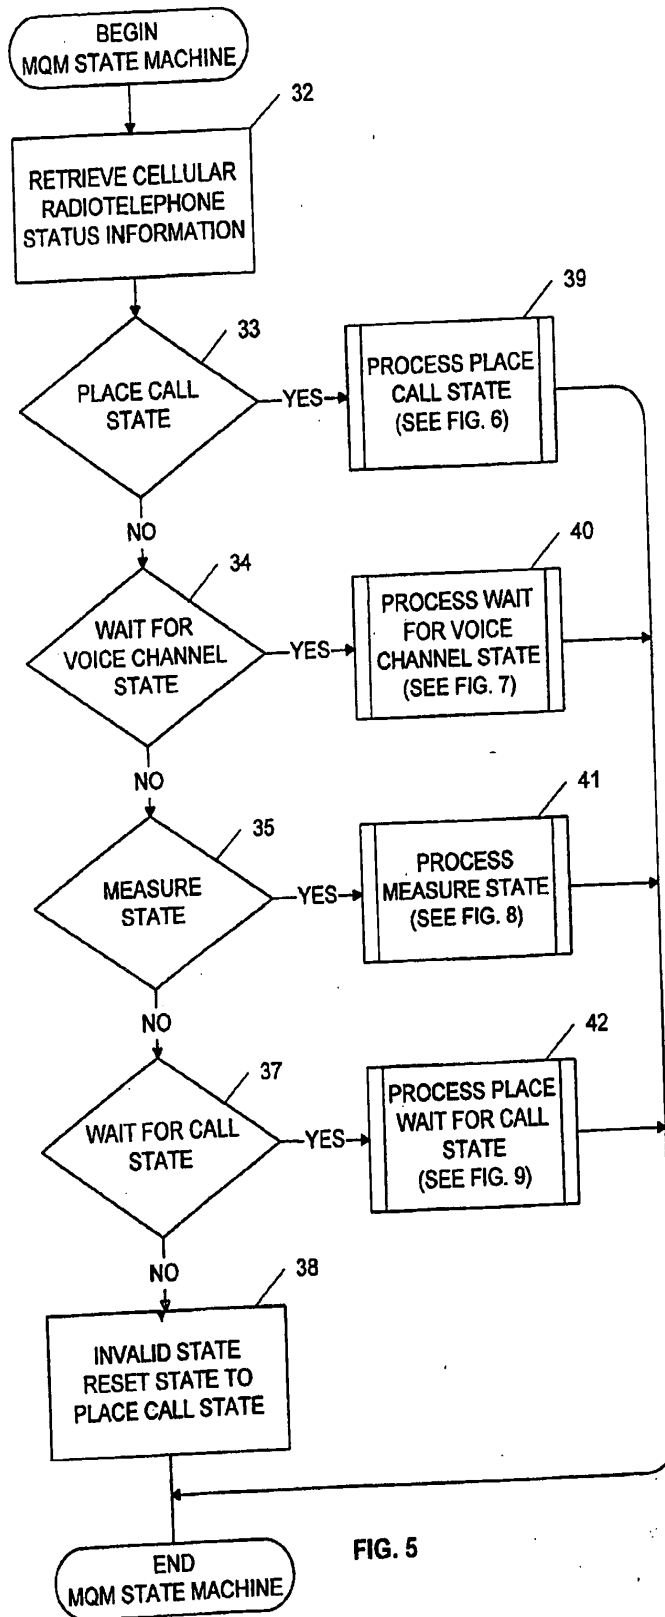 BEGIN
MQM STATE MACHINE
32
RETRIEVE CELLULAR
RADIOTELEPHONE
STATUS INFORMATION
33
PLACE CALL
STATE
YES
39
PROCESS PLACE
CALL STATE
(SEE FIG. 6)
NO
34
WAIT FOR
VOICE CHANNEL
STATE
YES
40
PROCESS WAIT
FOR VOICE
CHANNEL STATE
(SEE FIG. 7)
NO
35
MEASURE
STATE
YES
41
PROCESS
MEASURE STATE
(SEE FIG. 8)
NO
37
WAIT FOR CALL
STATE
YES
42
PROCESS PLACE
WAIT FOR CALL
STATE
(SEE FIG. 9)
NO
38
INVALID STATE
RESET STATE TO
PLACE CALL STATE
END
MQM STATE MACHINE
FIG. 5